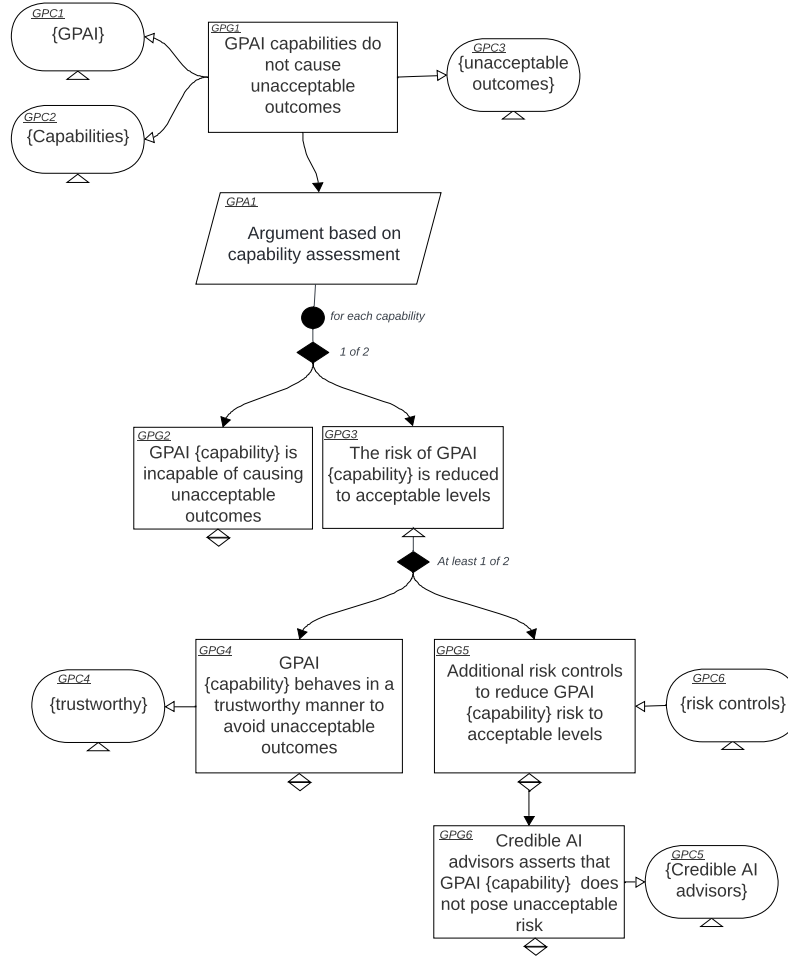 GPC1
{GPAI}
GPG1
GPAI capabilities do
not cause
unacceptable
outcomes
GPC3
{unacceptable
outcomes}
GPC2
{Capabilities}
GPA1
Argument based on
capability assessment
for each capability
1 of 2
GPG2
GPAI {capability} is
incapable of causing
unacceptable
outcomes
GPG3
The risk of GPAI
{capability} is reduced
to acceptable levels
At least 1 of 2
GPC4
{trustworthy}
GPG4
GPAI
{capability} behaves in a
trustworthy manner to
avoid unacceptable
outcomes
GPG5
Additional risk controls
to reduce GPAI
{capability} risk to
acceptable levels
GPC6
{risk controls}
GPG6
Credible AI
advisors asserts that
GPAI {capability} does
not pose unacceptable
risk
GPC5
{Credible AI
advisors}